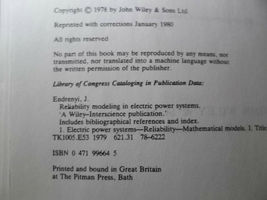 Copyright © 1978 by John Wiley & Sons Ltd.
Reprinted with corrections January 1980
All rights reserved
No part of this book may be reproduced by any means, nor
transmitted, nor translated into a machine language without
the written permission of the publisher.
Library of Congress Cataloging in Publication Data:
Endrenyi, J.
Reliability modeling in electric power systems.
'A Wiley–Interscience publication.'
Includes bibliographical references and index.
1. Electric power systems—Reliability—Mathematical models. I. Title
TK1005.E53 1979 621.31 78-6222
ISBN 0 471 99664 5
Printed and bound in Great Britain
at The Pitman Press, Bath